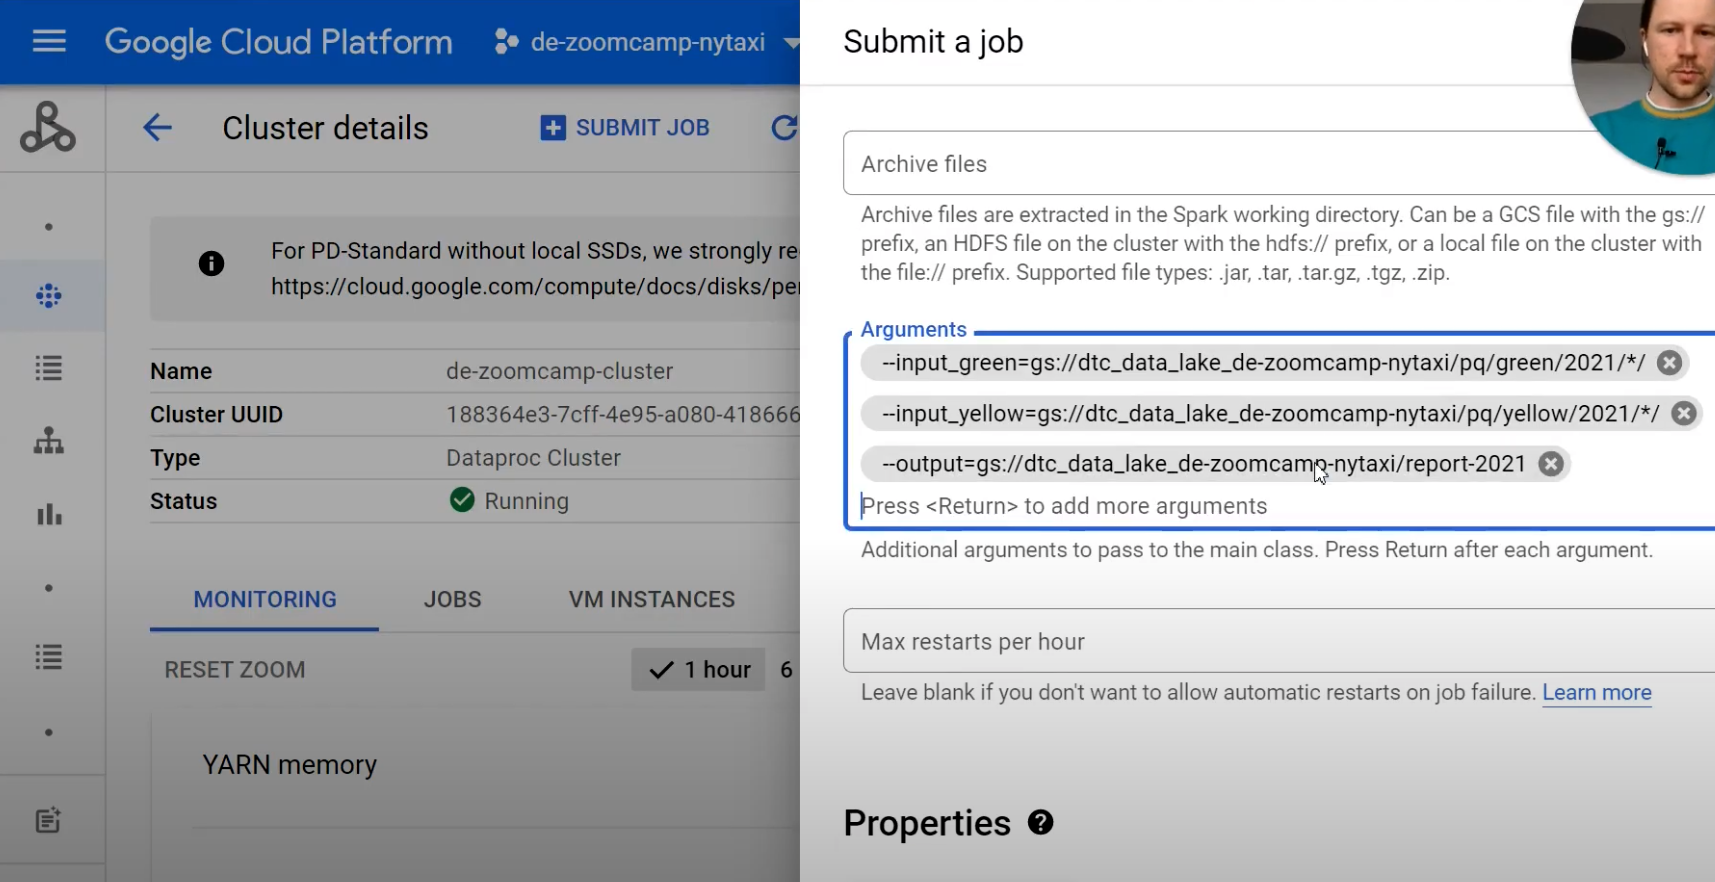 Google Cloud Platform
de-zoomcamp-nytaxi
Cluster details
SUBMIT JOB
For PD-Standard without local SSDs, we strongly re
https://cloud.google.com/compute/docs/disks/per
Name de-zoomcamp-cluster
Cluster UUID 188364e3-7cff-4e95-a080-418666
Type Dataproc Cluster
Status Running
MONITORING JOBS VM INSTANCES
RESET ZOOM 1 hour 6
YARN memory
Submit a job
Archive files
Archive files are extracted in the Spark working directory. Can be a GCS file with the gs://
prefix, an HDFS file on the cluster with the hdfs:// prefix, or a local file on the cluster with
the file:// prefix. Supported file types: .jar, .tar, .tar.gz, .tgz, .zip.
Arguments
--input_green=gs://dtc_data_lake_de-zoomcamp-nytaxi/pq/green/2021/*/
--input_yellow=gs://dtc_data_lake_de-zoomcamp-nytaxi/pq/yellow/2021/*/
--output=gs://dtc_data_lake_de-zoomcamp-nytaxi/report-2021
Press <Return> to add more arguments
Additional arguments to pass to the main class. Press Return after each argument.
Max restarts per hour
Leave blank if you don't want to allow automatic restarts on job failure. Learn more
Properties